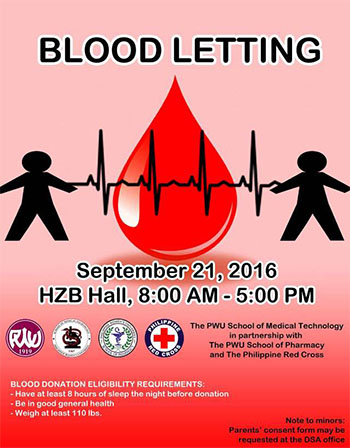 BLOOD LETTING
September 21, 2016
HZB Hall, 8:00 AM - 5:00 PM
PWU
1919
PHILIPPINE
RED CROSS
The PWU School of Medical Technology
in partnership with
The PWU School of Pharmacy
and The Philippine Red Cross
BLOOD DONATION ELIGIBILITY REQUIREMENTS:
- Have at least 8 hours of sleep the night before donation
- Be in good general health
- Weigh at least 110 lbs.
Note to minors:
Parents' consent form may be
requested at the DSA office